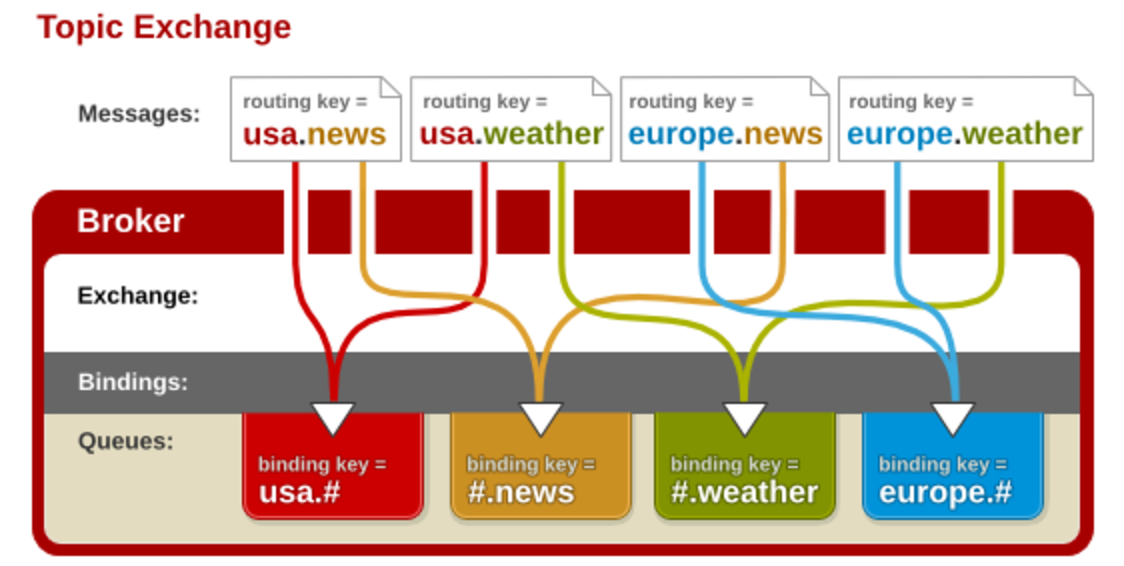 Topic Exchange
Messages:
routing key =
usa.news
routing key =
usa.weather
routing key =
europe.news
routing key =
europe.weather
Broker
Exchange:
Bindings:
Queues:
binding key =
usa.#
binding key =
#.news
binding key =
#.weather
binding key =
europe.#